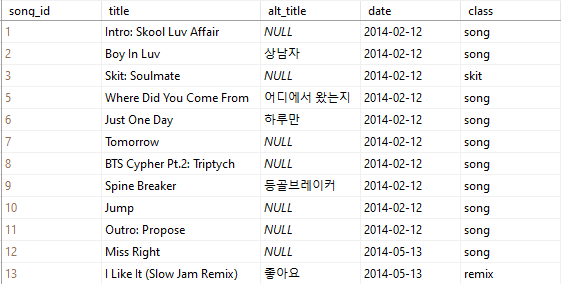 sonq_id title alt_title date class
1 Intro: Skool Luv Affair NULL 2014-02-12 song
2 Boy In Luv 상남자 2014-02-12 song
3 Skit: Soulmate NULL 2014-02-12 skit
5 Where Did You Come From 어디에서 왔는지 2014-02-12 song
6 Just One Day 하루만 2014-02-12 song
7 Tomorrow NULL 2014-02-12 song
8 BTS Cypher Pt.2: Triptych NULL 2014-02-12 song
9 Spine Breaker 등골브레이커 2014-02-12 song
10 Jump NULL 2014-02-12 song
11 Outro: Propose NULL 2014-02-12 song
12 Miss Right NULL 2014-05-13 song
13 I Like It (Slow Jam Remix) 좋아요 2014-05-13 remix